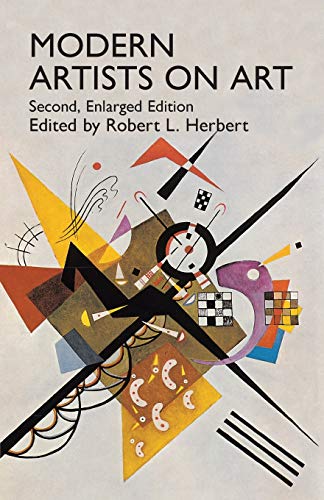 MODERN
ARTISTS ON ART
Second, Enlarged Edition
Edited by Robert L. Herbert